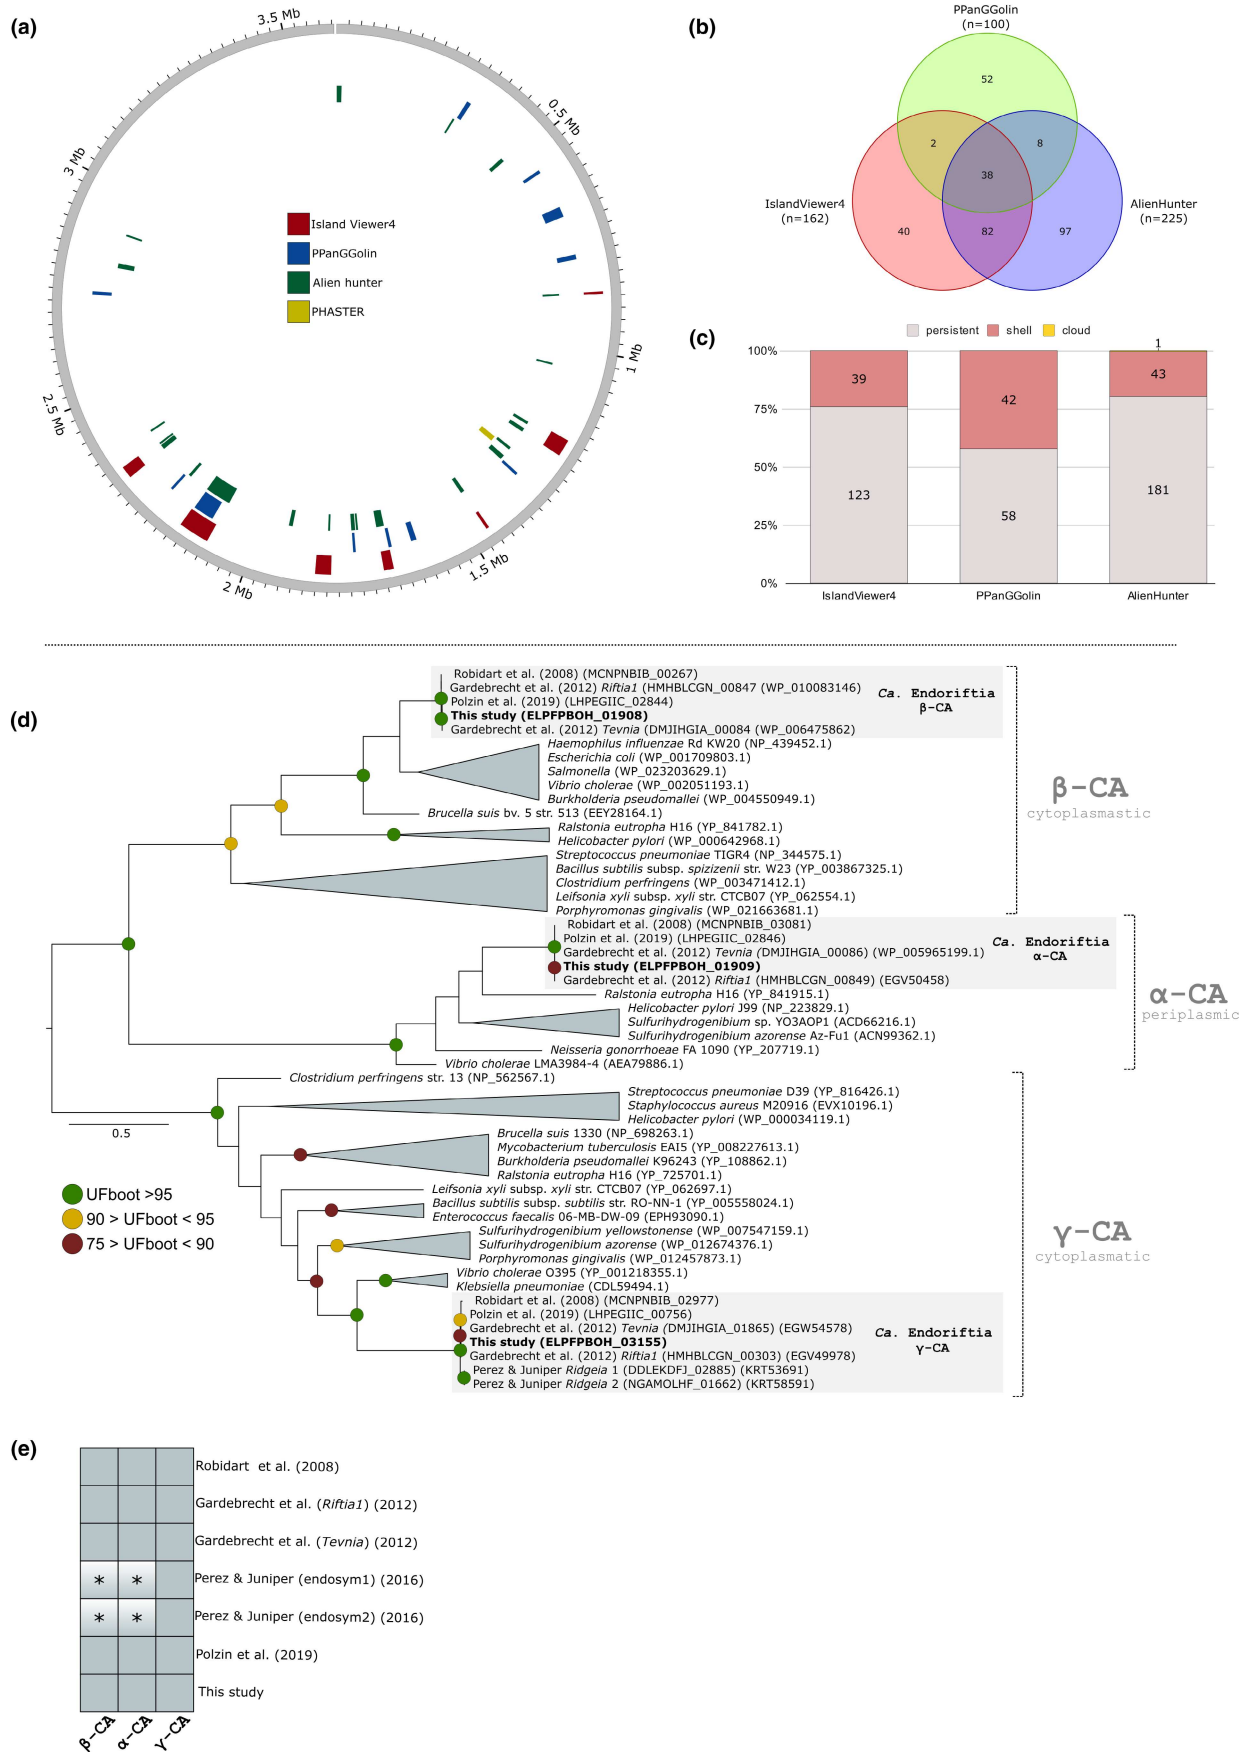 (a)
3.5 Mb
0.5 Mb
3 Mb
1 Mb
2.5 Mb
1.5 Mb
2 Mb
Island Viewer4
PPanGGolin
Alien hunter
PHASTER
(b)
PPanGGolin
(n=100)
52
2
8
38
IslandViewer4
(n=162)
AlienHunter
(n=225)
40
82
97
(c)
persistent
shell
cloud
1
100%
75%
50%
25%
0%
39
42
43
123
58
181
IslandViewer4
PPanGGolin
AlienHunter
(d)
Robidart et al. (2008) (MCNPNBIB_00267)
Gardebrecht et al. (2012) Riftia1 (HMHBLCGN_00847 (WP_010083146)
Polzin et al. (2019) (LHPEGIIC_02844)
This study (ELPFPBOH_01908)
Gardebrecht et al. (2012) Tevnia (DMJIHGIA_00084 (WP_006475862)
Ca. Endoriftia
β-CA
Haemophilus influenzae Rd KW20 (NP_439452.1)
Escherichia coli (WP_001709803.1)
Salmonella (WP_023203629.1)
Vibrio cholerae (WP_002051193.1)
Burkholderia pseudomallei (WP_004550949.1)
Brucella suis bv. 5 str. 513 (EEY28164.1)
Ralstonia eutropha H16 (YP_841782.1)
Helicobacter pylori (WP_000642968.1)
Streptococcus pneumoniae TIGR4 (NP_344575.1)
Bacillus subtilis subsp. spizizenii str. W23 (YP_003867325.1)
Clostridium perfringens (WP_003471412.1)
Leifsonia xyli subsp. xyli str. CTCB07 (YP_062554.1)
Porphyromonas gingivalis (WP_021663681.1)
β-CA
cytoplasmastic
Robidart et al. (2008) (MCNPNBIB_03081)
Polzin et al. (2019) (LHPEGIIC_02846)
Gardebrecht et al. (2012) Tevnia (DMJIHGIA_00086) (WP_005965199.1)
This study (ELPFPBOH_01909)
Gardebrecht et al. (2012) Riftia1 (HMHBLCGN_00849) (EGV50458)
Ca. Endoriftia
α-CA
Ralstonia eutropha H16 (YP_841915.1)
Helicobacter pylori J99 (NP_223829.1)
Sulfurihydrogenibium sp. YO3AOP1 (ACD66216.1)
Sulfurihydrogenibium azorense Az-Fu1 (ACN99362.1)
Neisseria gonorrhoeae FA 1090 (YP_207719.1)
Vibrio cholerae LMA3984-4 (AEA79886.1)
α-CA
periplasmic
Clostridium perfringens str. 13 (NP_562567.1)
Streptococcus pneumoniae D39 (YP_816426.1)
Staphylococcus aureus M20916 (EVX10196.1)
Helicobacter pylori (WP_000034119.1)
Brucella suis 1330 (NP_698263.1)
Mycobacterium tuberculosis EAI5 (YP_008227613.1)
Burkholderia pseudomallei K96243 (YP_108862.1)
Ralstonia eutropha H16 (YP_725701.1)
Leifsonia xyli subsp. xyli str. CTCB07 (YP_062697.1)
Bacillus subtilis subsp. subtilis str. RO-NN-1 (YP_005558024.1)
Enterococcus faecalis 06-MB-DW-09 (EPH93090.1)
Sulfurihydrogenibium yellowstonense (WP_007547159.1)
Sulfurihydrogenibium azorense (WP_012674376.1)
Porphyromonas gingivalis (WP_012457873.1)
Vibrio cholerae O395 (YP_001218355.1)
Klebsiella pneumoniae (CDL59494.1)
Robidart et al. (2008) (MCNPNBIB_02977)
Polzin et al. (2019) (LHPEGIIC_00756)
Gardebrecht et al. (2012) Tevnia (DMJIHGIA_01865) (EGW54578)
This study (ELPFPBOH_03155)
Gardebrecht et al. (2012) Riftia1 (HMHBLCGN_00303) (EGV49978)
Perez & Juniper Ridgeia 1 (DDLEKDFJ_02885) (KRT53691)
Perez & Juniper Ridgeia 2 (NGAMOLHF_01662) (KRT58591)
Ca. Endoriftia
γ-CA
γ-CA
cytoplasmatic
0.5
UFboot >95
90 > UFboot < 95
75 > UFboot < 90
(e)
Robidart et al. (2008)
Gardebrecht et al. (Riftia1) (2012)
Gardebrecht et al. (Tevnia) (2012)
* * Perez & Juniper (endosym1) (2016)
* * Perez & Juniper (endosym2) (2016)
Polzin et al. (2019)
This study
β-CA
α-CA
γ-CA